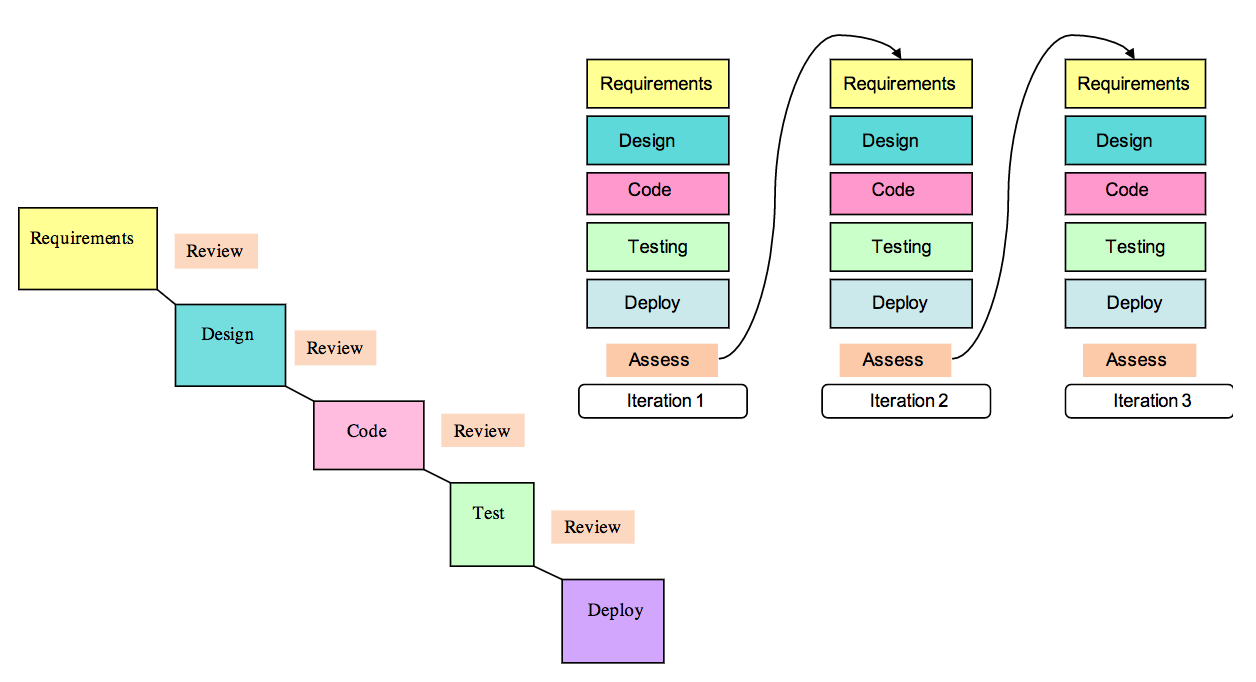 Requirements
Review
Design
Review
Code
Review
Test
Review
Deploy
Requirements
Design
Code
Testing
Deploy
Assess
Iteration 1
Requirements
Design
Code
Testing
Deploy
Assess
Iteration 2
Requirements
Design
Code
Testing
Deploy
Assess
Iteration 3